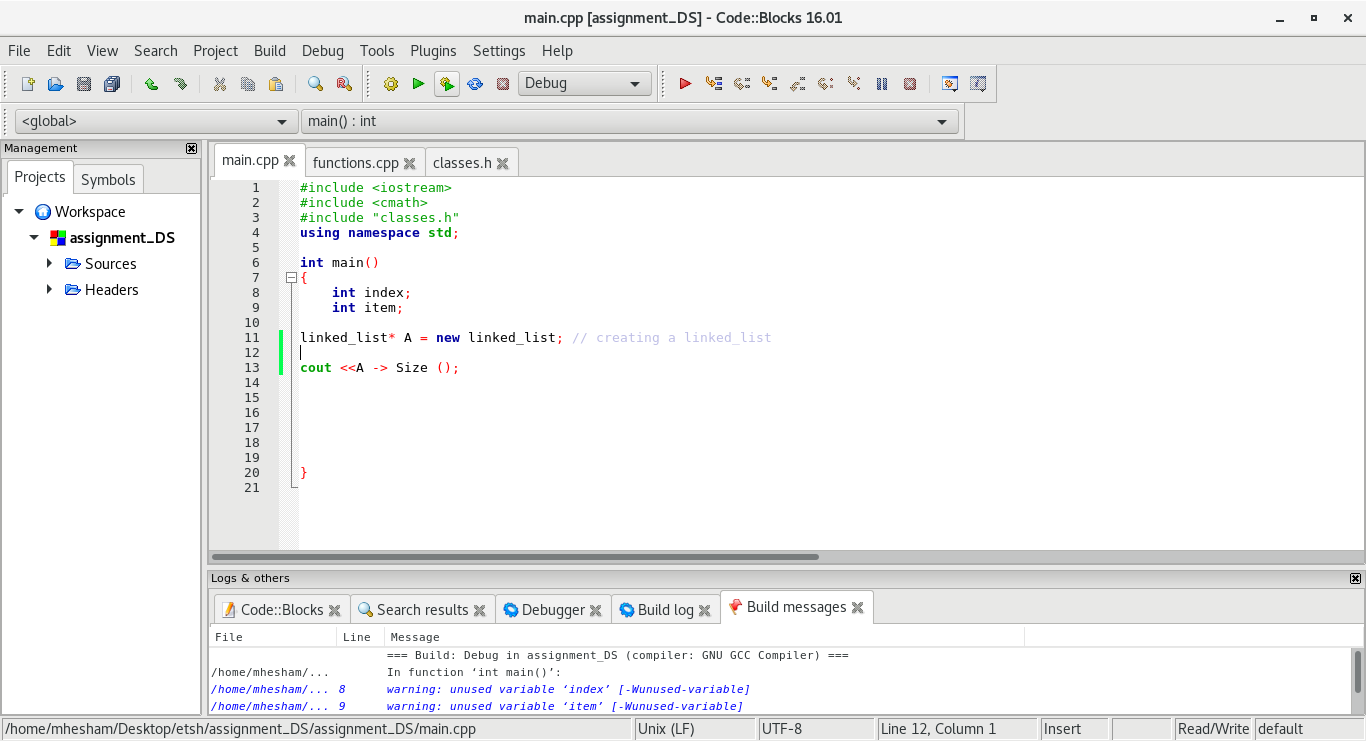 main.cpp [assignment_DS] - Code::Blocks 16.01
File Edit View Search Project Build Debug Tools Plugins Settings Help
Debug
<global> main() : int
Management
Projects Symbols
Workspace
assignment_DS
Sources
Headers
main.cpp functions.cpp classes.h
1 #include <iostream>
2 #include <cmath>
3 #include "classes.h"
4 using namespace std;
5
6 int main()
7 {
8 int index;
9 int item;
10
11 linked_list* A = new linked_list; // creating a linked_list
12
13 cout <<A -> Size ();
14
15
16
17
18
19
20 }
21
Logs & others
Code::Blocks Search results Debugger Build log Build messages
File Line Message
=== Build: Debug in assignment_DS (compiler: GNU GCC Compiler) ===
/home/mhesham/... In function ‘int main()’:
/home/mhesham/... 8 warning: unused variable ‘index’ [-Wunused-variable]
/home/mhesham/... 9 warning: unused variable ‘item’ [-Wunused-variable]
/home/mhesham/Desktop/etsh/assignment_DS/assignment_DS/main.cpp Unix (LF) UTF-8 Line 12, Column 1 Insert Read/Write default